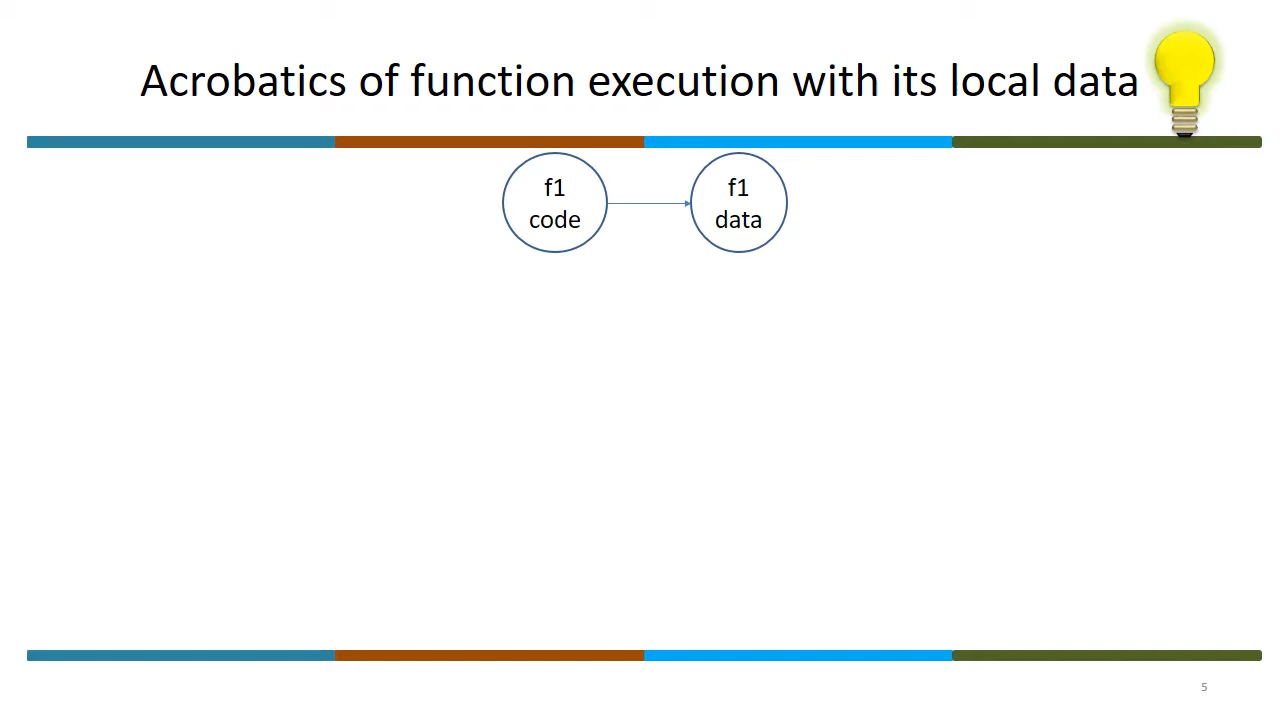 Acrobatics of function execution with its local data
f1
code
f1
data
5